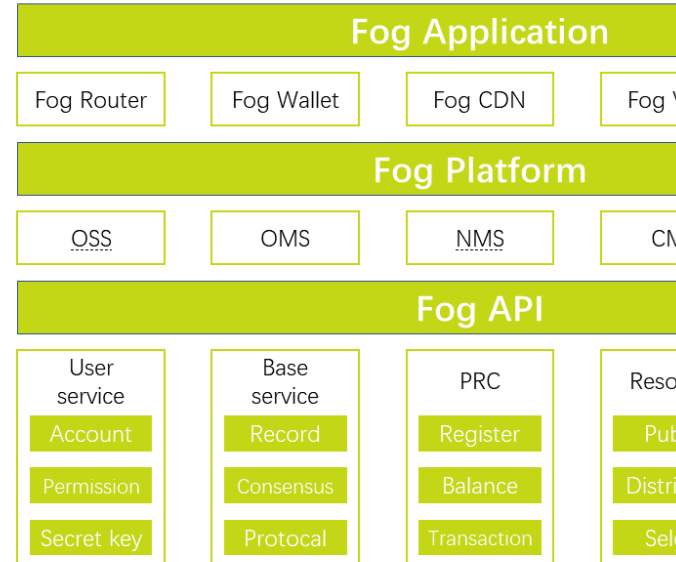 Fog Application
Fog Router Fog Wallet Fog CDN Fog
Fog Platform
OSS OMS NMS
Fog API
User service
Base service
PRC
Account Record Register
Permission Consensus Balance
Secret key Protocal Transaction